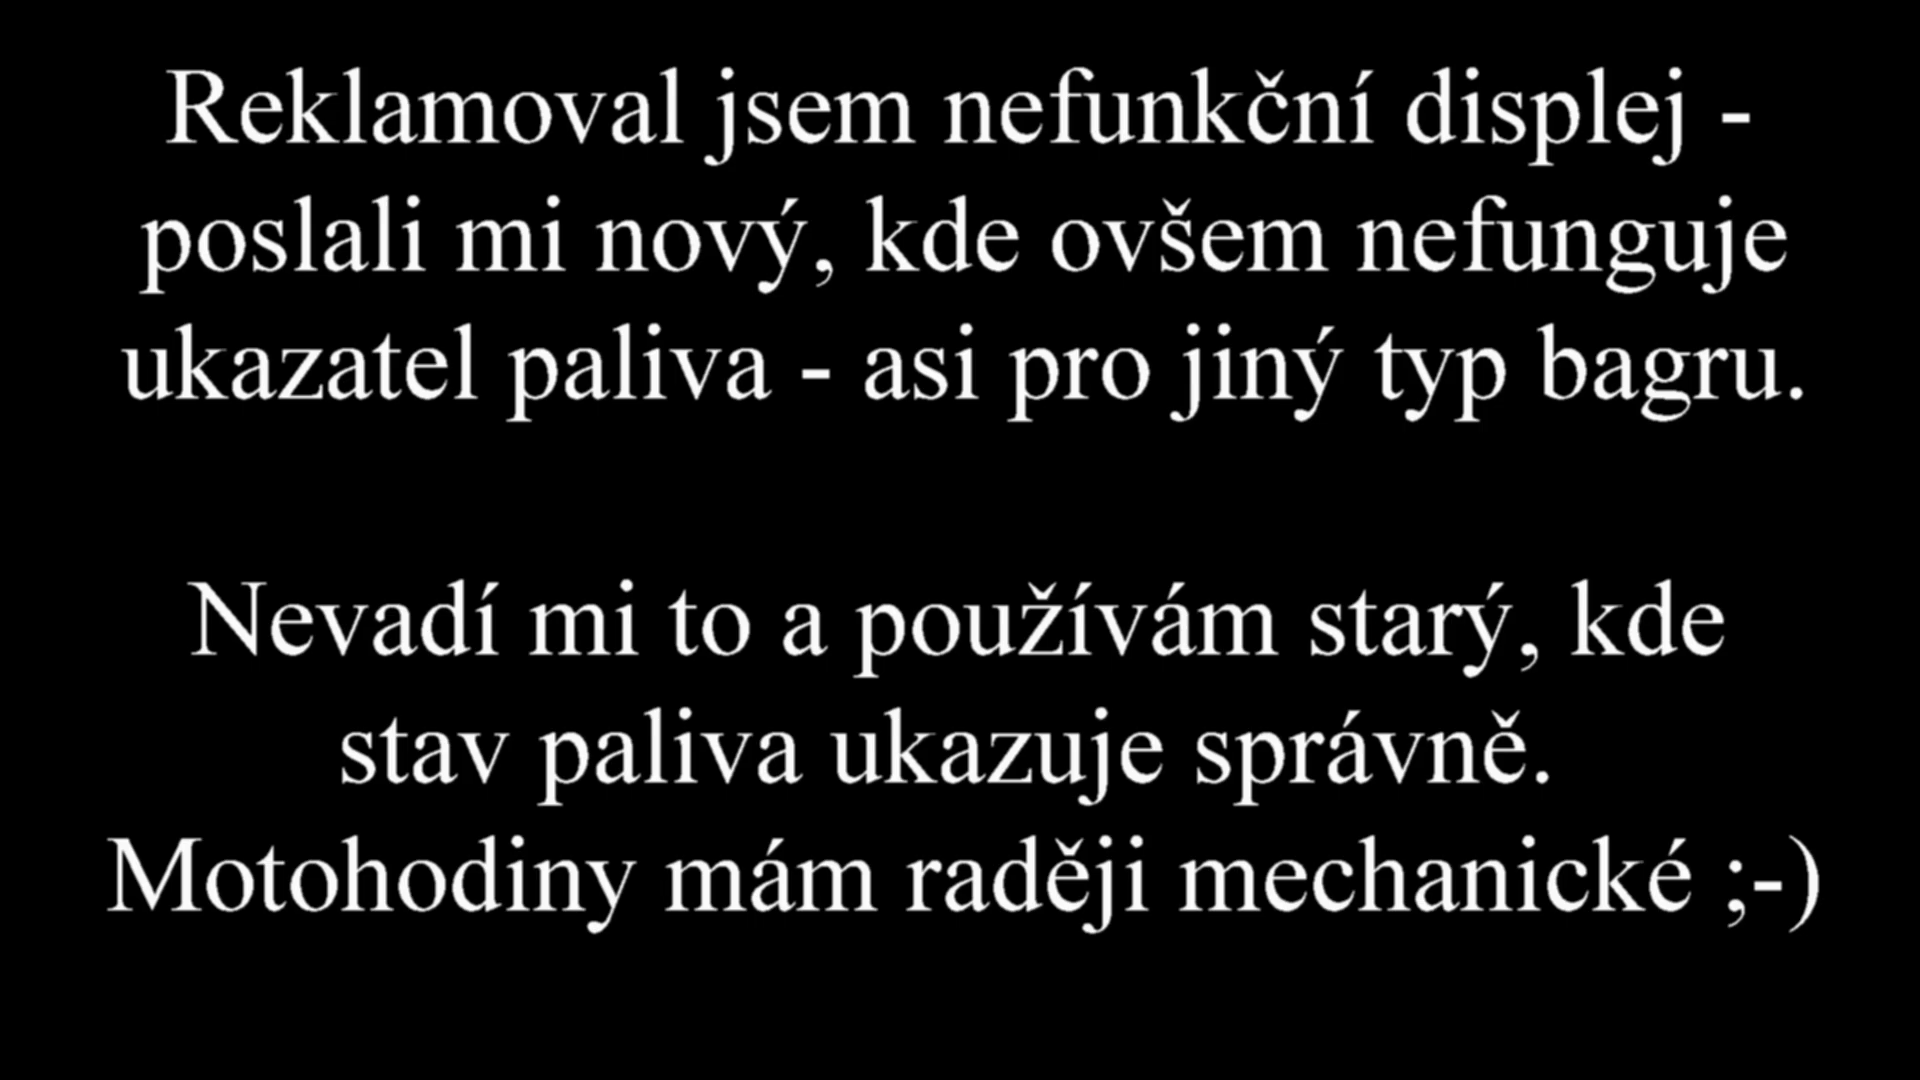 Reklamoval jsem nefunkční displej -
poslali mi nový, kde ovšem nefunguje
ukazatel paliva - asi pro jiný typ bagru.
Nevadí mi to a používám starý, kde
stav paliva ukazuje správně.
Motohodiny mám raději mechanické ;-)